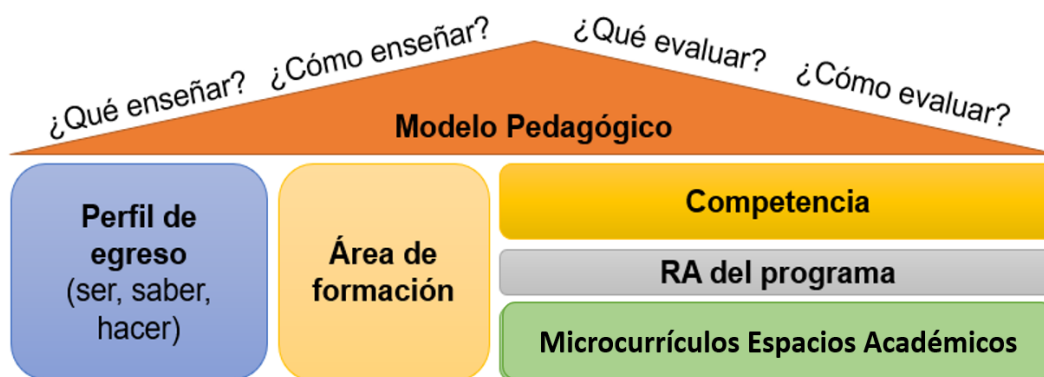 ¿Qué enseñar?
¿Cómo enseñar?
¿Qué evaluar?
¿Cómo evaluar?
Modelo Pedagógico
Perfil de
egreso
(ser, saber,
hacer)
Área de
formación
Competencia
RA del programa
Microcurrículos Espacios Académicos